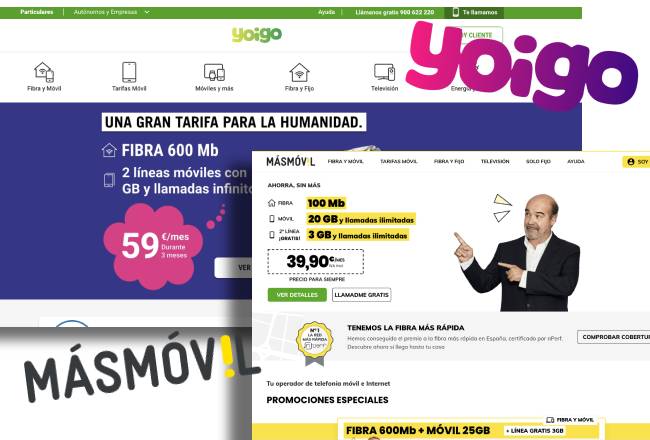 Particulares
Autónomos y Empresas
Ayuda
Llámenos gratis 900 622 220
Te llamamos
yoigo
CLIENTE
yoigo
Fibra y Móvil
Tarifas Móvil
Móviles y más
Fibra y Fijo
Televisión
Energía
UNA GRAN TARIFA PARA LA HUMANIDAD.
FIBRA 600 Mb
2 líneas móviles con
GB y llamadas infinit
59 €/mes
Durante
3 meses
VER
MÁSMÓV!L
FIBRA Y MÓVIL
TARIFAS MÓVIL
FIBRA Y FIJO
TELEVISIÓN
SOLO FIJO
AYUDA
SOY
AHORRA, SIN MÁS
FIBRA 100 Mb
MÓVIL 20 GB y llamadas ilimitadas
2ª LÍNEA
¡GRATIS! 3 GB y llamadas ilimitadas
39,90 €/MES
PRECIO PARA SIEMPRE
VER DETALLES
LLAMADME GRATIS
Nº 1
LA RED
MÁS RÁPIDA
nperf
TENEMOS LA FIBRA MÁS RÁPIDA
Hemos conseguido el premio a la fibra más rápida en España, certificado por nPerf.
Descubre ahora si llega hasta tu casa
COMPROBAR COBERTUR
MÁSMÓV!L
Tu operador de telefonía móvil e Internet
PROMOCIONES ESPECIALES
FIBRA Y MÓVIL
FIBRA 600Mb + MÓVIL 25GB
+ LÍNEA GRATIS 3GB